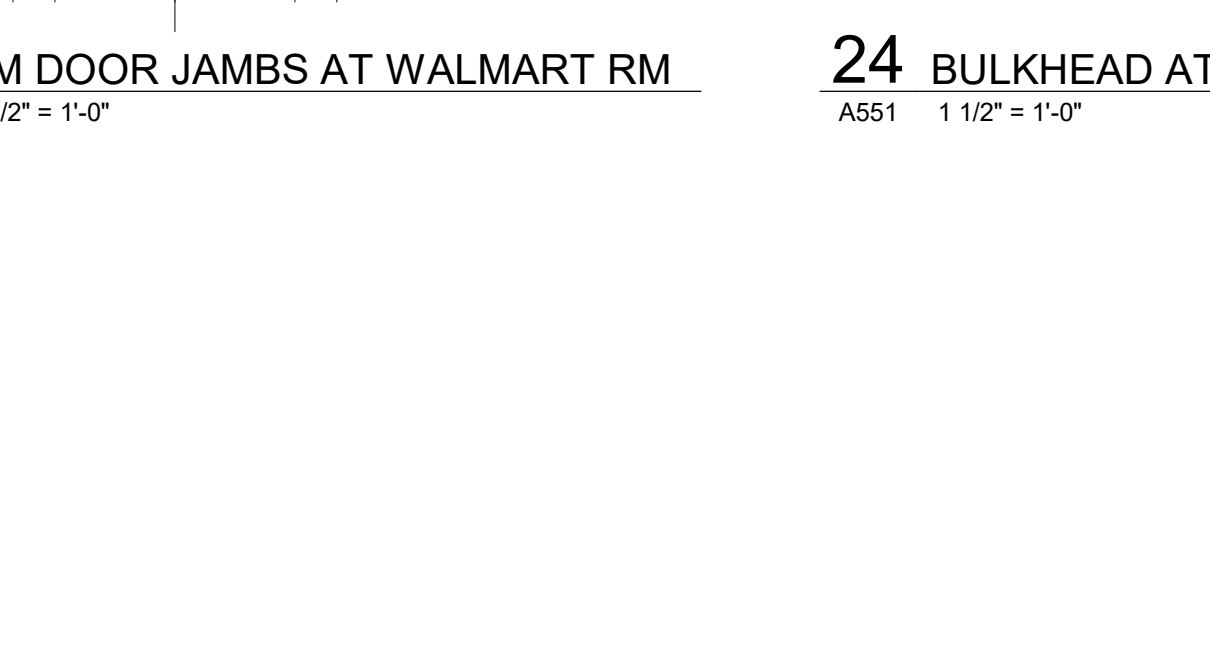 M DOOR JAMBS AT WALMART RM
/2" = 1'-0"
24 BULKHEAD AT
A551 1 1/2" = 1'-0"